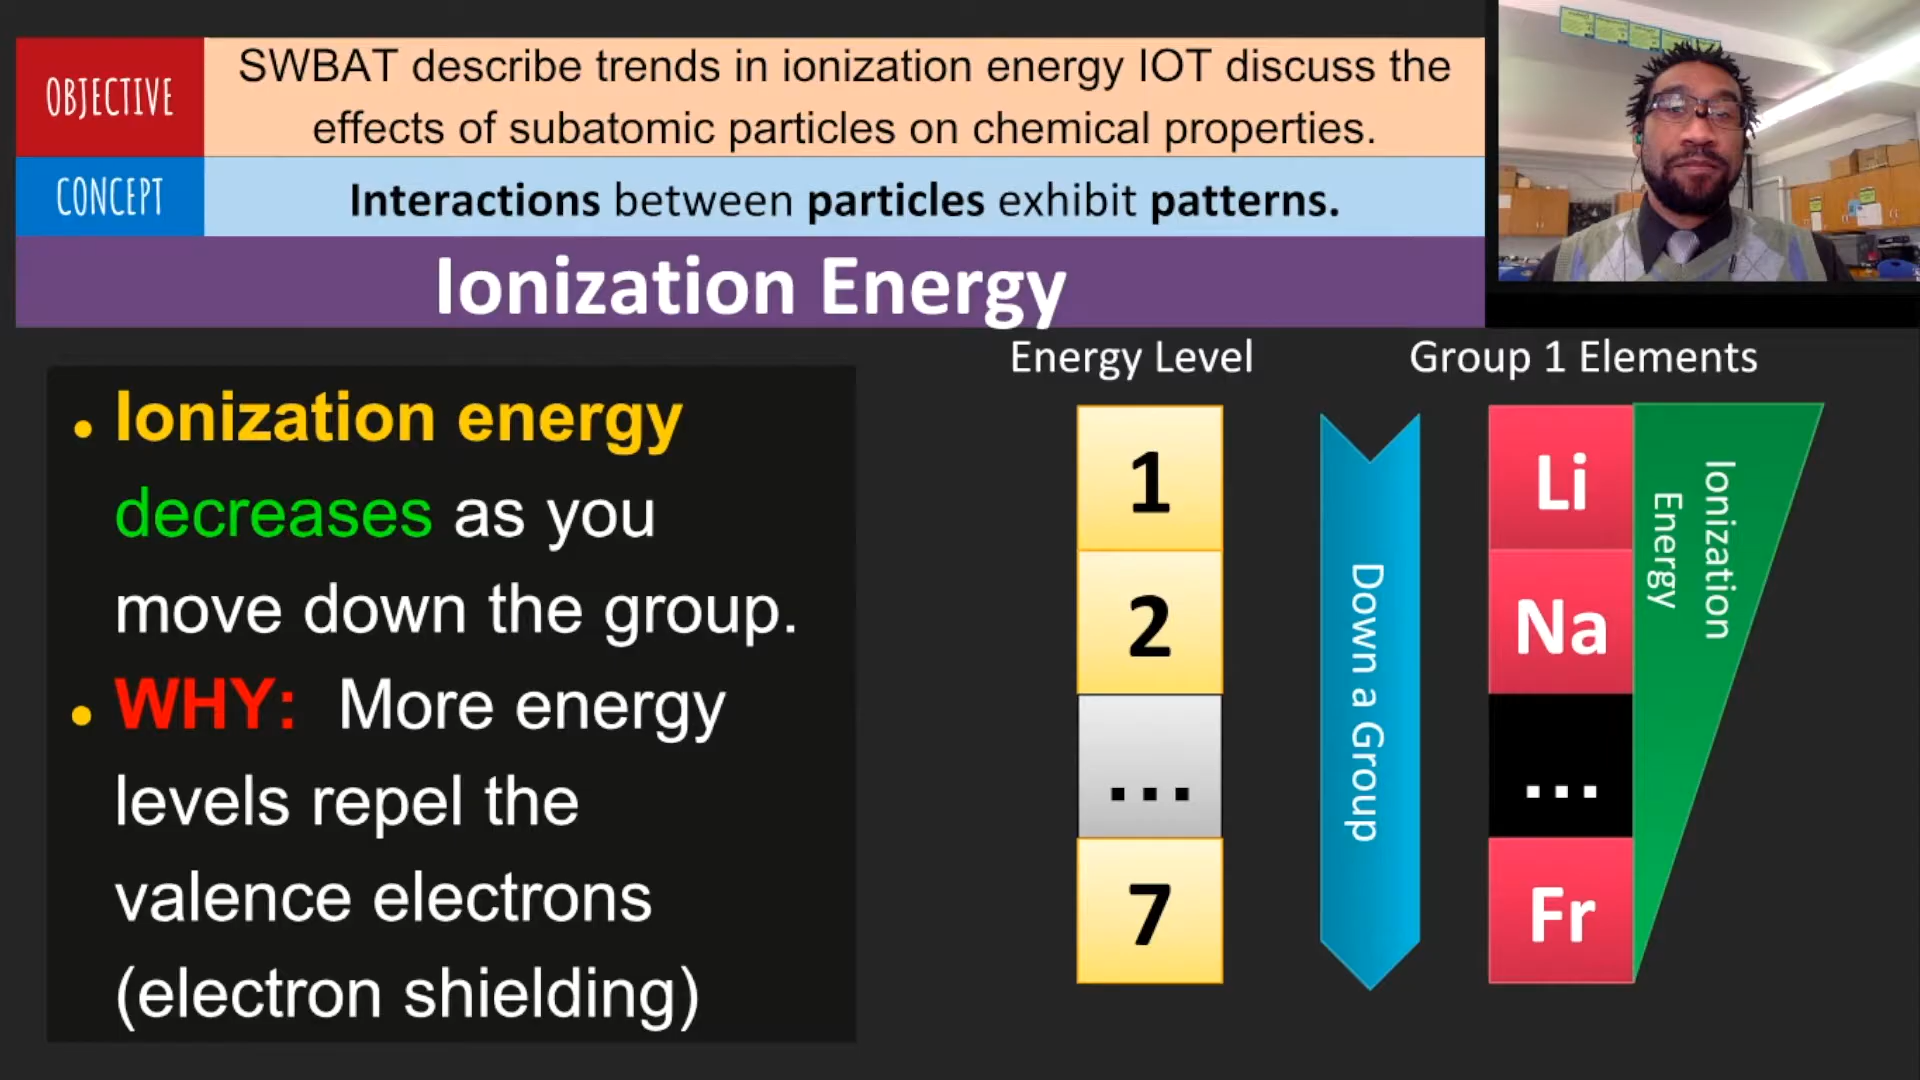 OBJECTIVE
SWBAT describe trends in ionization energy IOT discuss the
effects of subatomic particles on chemical properties.
CONCEPT
Interactions between particles exhibit patterns.
Ionization Energy
• Ionization energy
decreases as you
move down the group.
• WHY: More energy
levels repel the
valence electrons
(electron shielding)
Energy Level
1
2
...
7
Down a Group
Group 1 Elements
Li
Na
...
Fr
Ionization
Energy